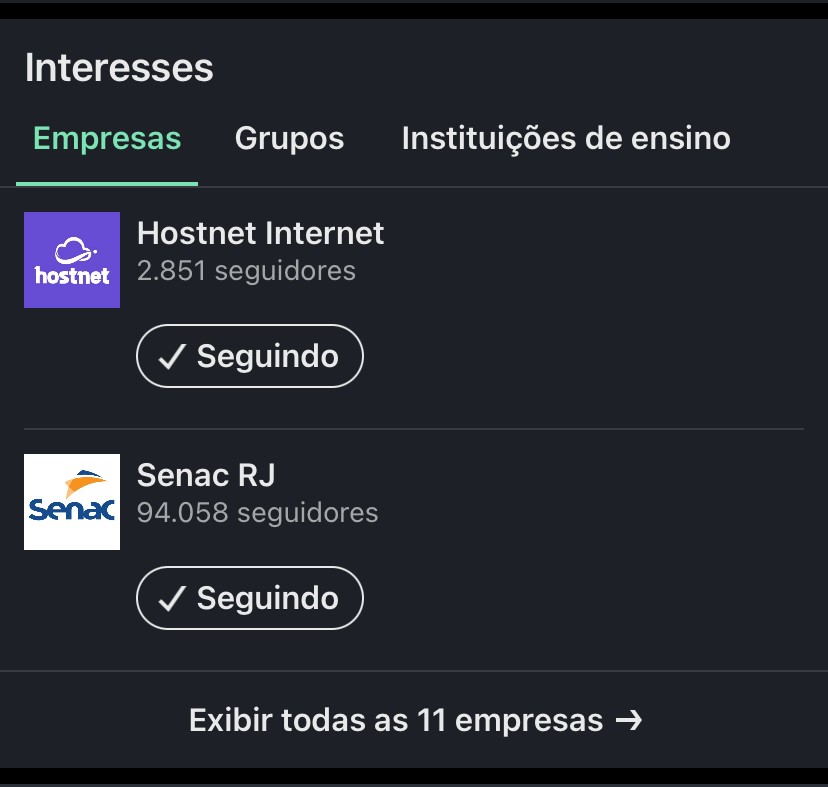 Interesses
Empresas Grupos Instituições de ensino
hostnet
Hostnet Internet
2.851 seguidores
Seguindo
Senac
Senac RJ
94.058 seguidores
Seguindo
Exibir todas as 11 empresas →